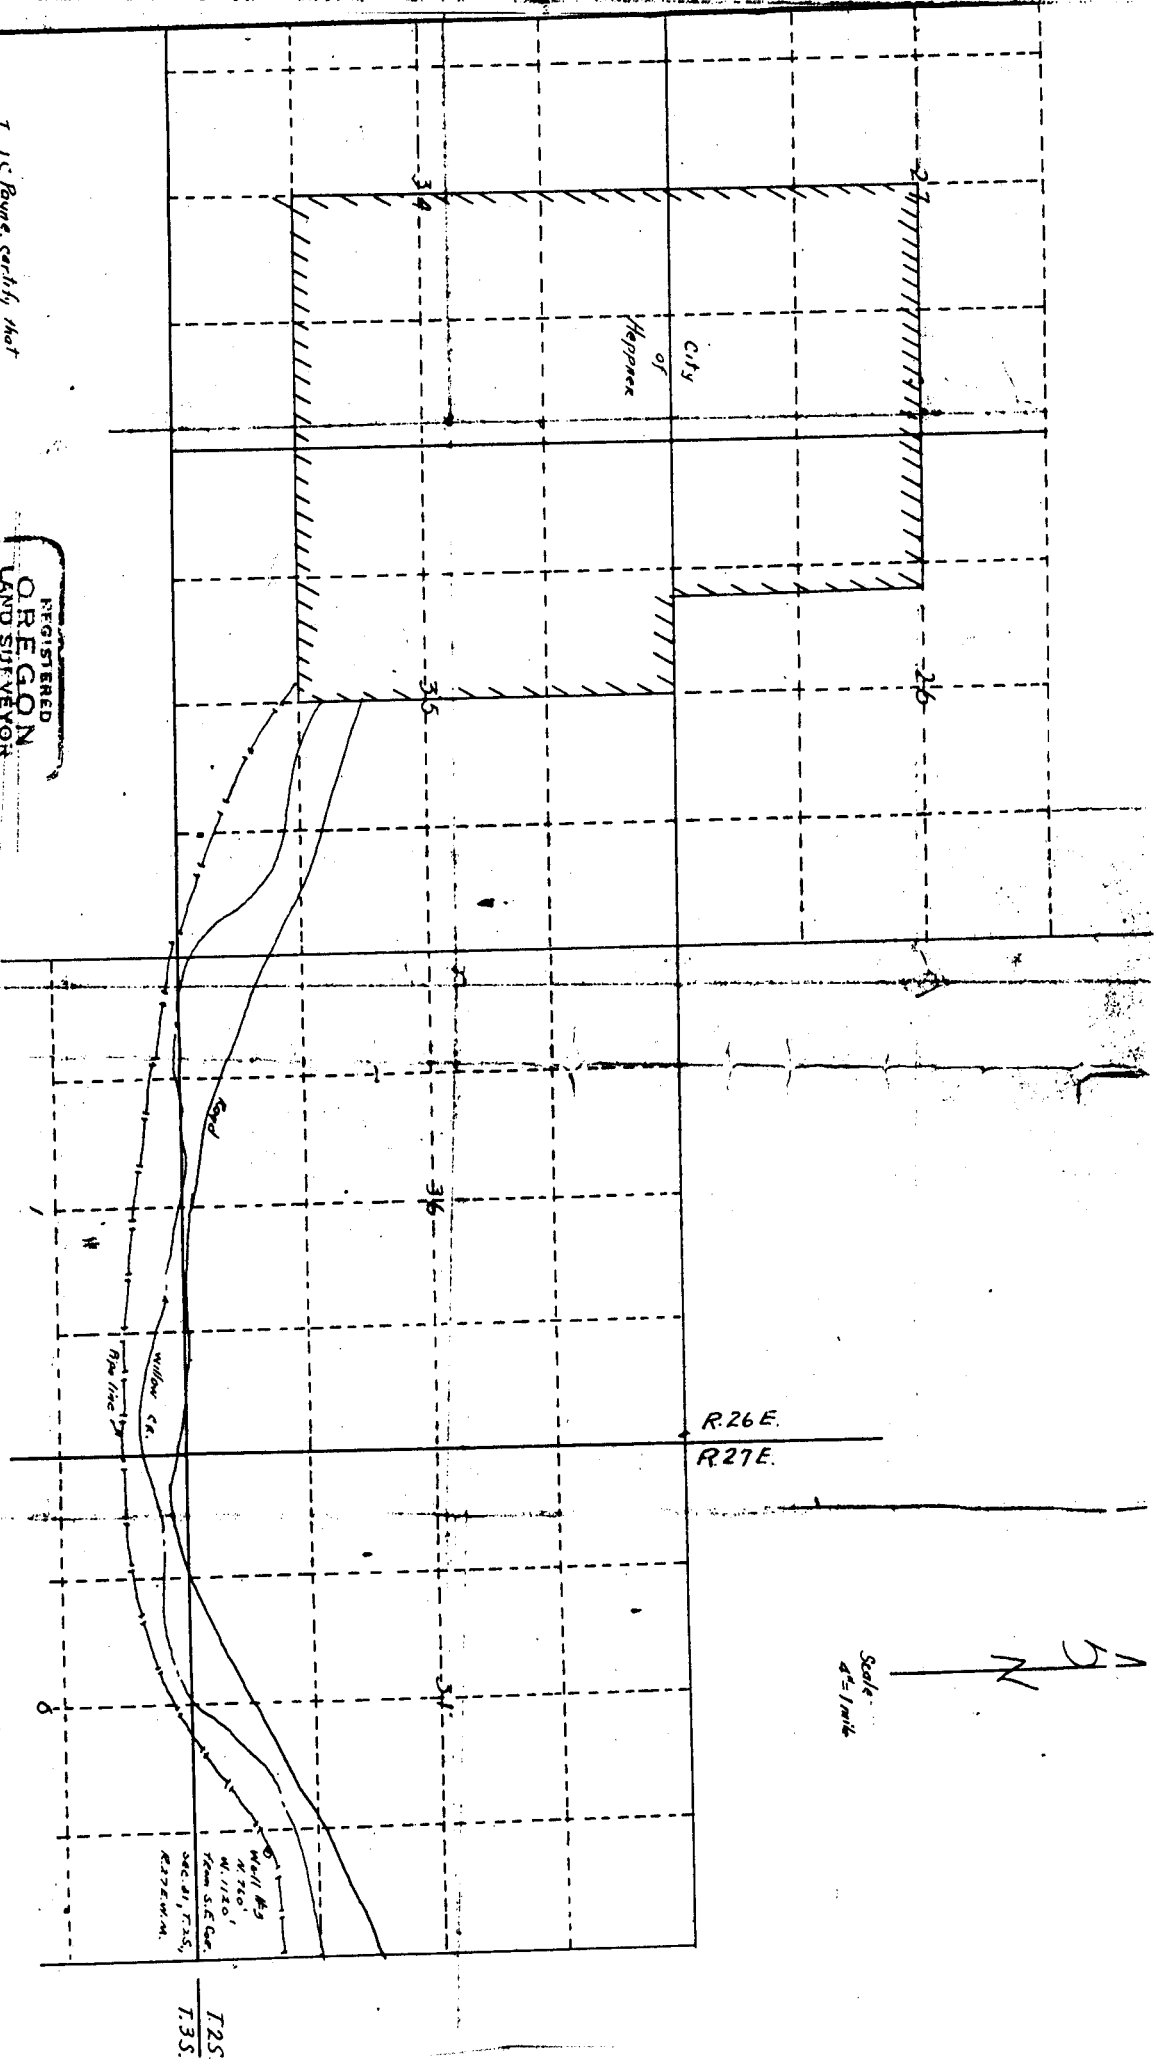 27
26
City
of
Heppner
34
35
36
31
R.26E.
R.27E.
Road
Willow Cr.
Pipe line
1
6
Well #3
N. 760'
W. 1120'
From S.E. Cor.
Sec. 31, T.2S.,
R.27E.W.M.
T.2S.
T.3S.
N
Scale
4"=1 mile
Payne, certify that
REGISTERED
OREGON
LAND SURVEYOR